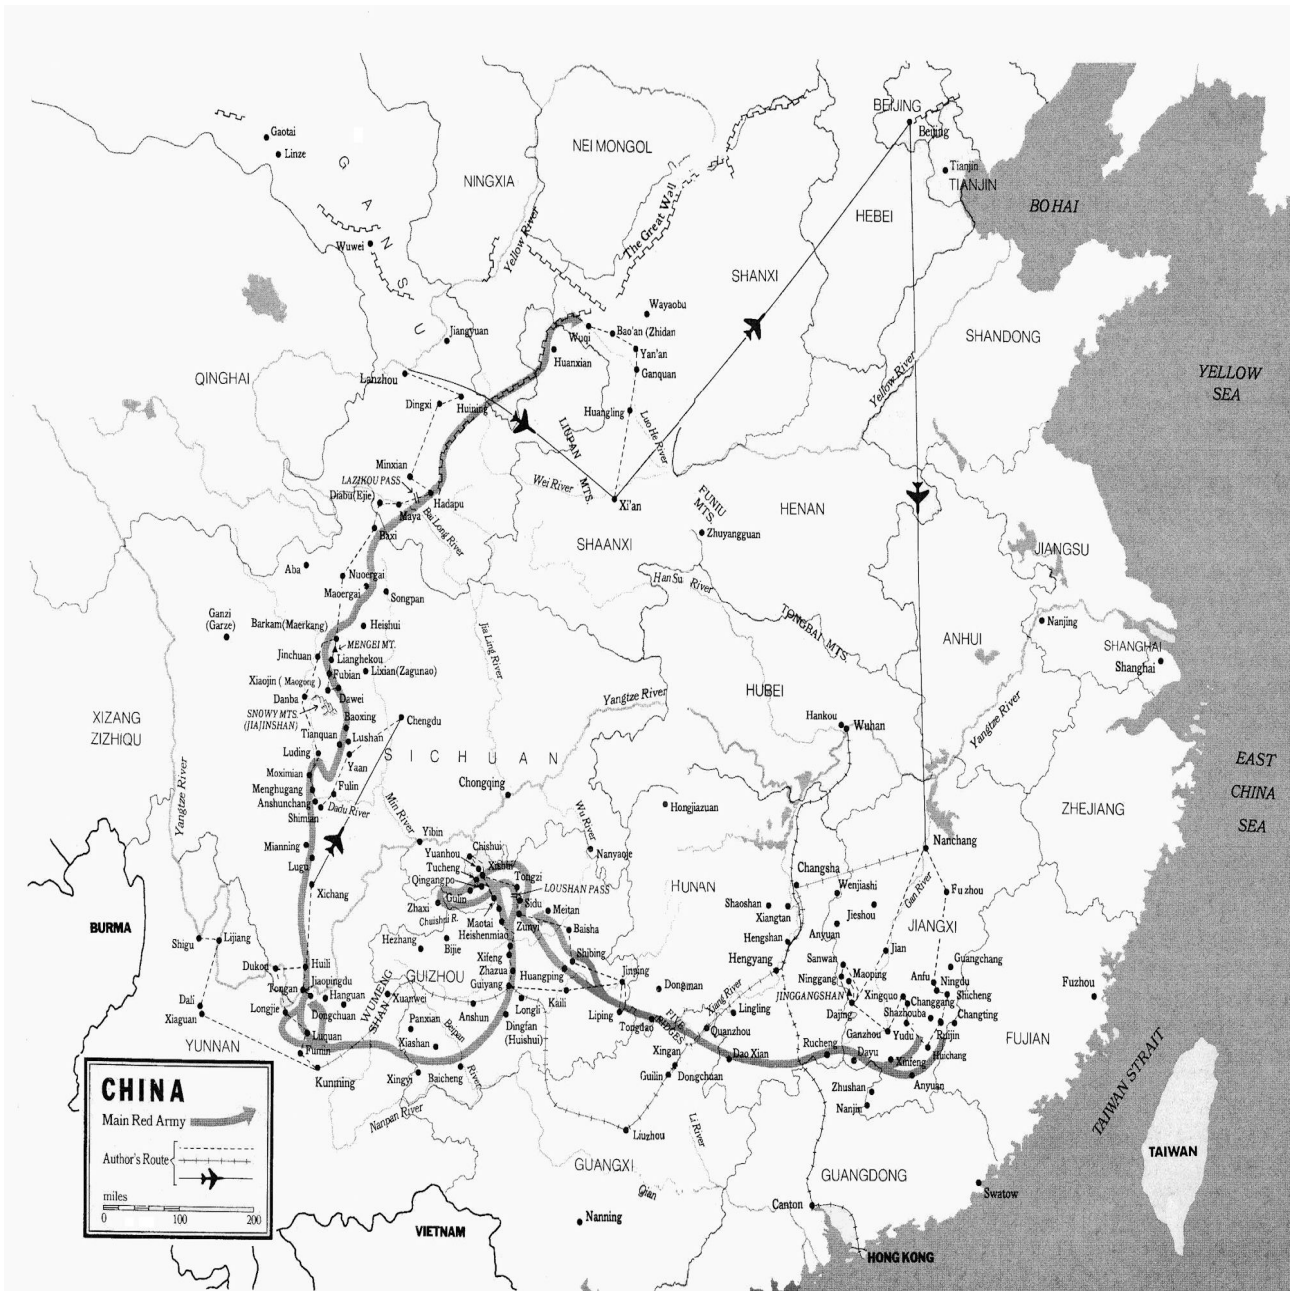 BEIJING
Beijing
Gaotai
Linze
NEI MONGOL
GANSU
NINGXIA
Tianjin
TIANJIN
HEBEI
BO HAI
Yellow River
The Great Wall
Wuwei
SHANXI
Wayaobu
Jiangyuan
Wuqi
Bao'an (Zhidan
SHANDONG
Huanxian
Yan'an
Ganquan
QINGHAI
Lanzhou
YELLOW
SEA
Yellow River
Dingxi
Huining
Huangling
Luo He River
LIUPAN
MTS.
Minxian
LAZIKOU PASS
Wei River
Diabu(Ejie)
Hadapu
Maya
Xi'an
FUNIU
MTS.
HENAN
Bai Long River
Baxi
Zhuyangguan
SHAANXI
JIANGSU
Aba
Nuoergai
Maoergai
Songpan
Han Su River
Ganzi
(Garze)
Barkam(Maerkang)
Heishui
Jia Ling River
TONGBAI MTS.
Nanjing
ANHUI
MENGEI MT.
Jinchuan
Lianghekou
SHANGHAI
Shanghai
Fubian
Lixian(Zagunao)
Xiaojin ( Maogong )
Danba
Dawei
Yangtze River
HUBEI
SNOWY MTS.
(JIAJINSHAN)
Baoxing
Chengdu
XIZANG
ZIZHIQU
Hankou
Wuhan
Yangtze River
Tianquan
Lushan
Luding
Yaan
SICHUAN
EAST
CHINA
SEA
Moximian
Menghugang
Fulin
Chongqing
Anshunchang
Dadu River
Shimian
Yangtze River
Min River
Wu River
Hongjiazuan
ZHEJIANG
Yibin
Mianning
Chishui
Nanchang
Yuanhou
Xishui
Nanyaoje
Lugu
Tucheng
Tongzi
Changsha
Qingangpo
LOUSHAN PASS
HUNAN
Wenjiashi
Gan River
Fu zhou
Xichang
Gulin
Sidu
Zhaxi
Meitan
Shaoshan
Jieshou
Chuishui R.
Maotai
Zunyi
Xiangtan
BURMA
Baisha
Anyuan
JIANGXI
Heishenmiao
Shigu
Lijiang
Hezhang
Bijie
Hengshan
Jian
Xifeng
Shibing
Hengyang
Sanwan
Guangchang
Dukou
Huili
Zhazua
Huangping
Jinping
Ninggang
Maoping
Anfu
Ningdu
GUIZHOU
Jiaopingdu
Guiyang
Fuzhou
Tongan
Hanguan
WUMENG
SHAN
Xuanwei
Kaili
Dongman
Xiang River
JINGGANGSHAN
Xingquo
Shicheng
Changgang
Dali
Longjie
Dongchuan
Longli
Liping
Lingling
Shazouba
Xiaguan
Panxian
Anshun
Dingfan
(Huishui)
Tongdao
FIVE
RIDGES
Quanzhou
Dajing
Changting
Beipan
River
Ganzhou
Yudu
Ruijin
YUNNAN
Luquan
Xiashan
Xingan
Rucheng
FUJIAN
Fumin
Dao Xian
Dayu
Xinfeng
Huichang
Kunming
Xingyi
Baicheng
Guilin
Dongchuan
Anyuan
Zhushan
Nanjin
Nanpan River
Li River
Liuzhou
TAIWAN STRAIT
TAIWAN
GUANGXI
GUANGDONG
Qian
Canton
Swatow
Nanning
VIETNAM
HONG KONG
CHINA
Main Red Army
Author's Route
miles
0
100
200